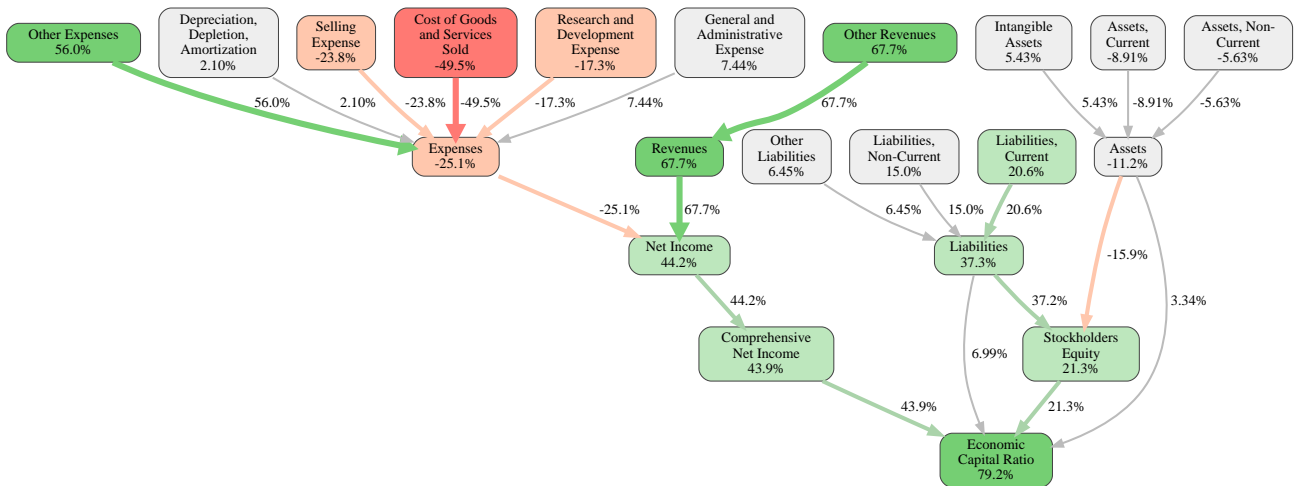 Other Expenses
56.0%
Depreciation,
Depletion,
Amortization
2.10%
Selling
Expense
-23.8%
Cost of Goods
and Services
Sold
-49.5%
Research and
Development
Expense
-17.3%
General and
Administrative
Expense
7.44%
Other Revenues
67.7%
Intangible
Assets
5.43%
Assets,
Current
-8.91%
Assets, Non-
Current
-5.63%
56.0%
2.10%
-23.8%
-49.5%
-17.3%
7.44%
67.7%
5.43%
-8.91%
-5.63%
Expenses
-25.1%
Revenues
67.7%
Other
Liabilities
6.45%
Liabilities,
Non-Current
15.0%
Liabilities,
Current
20.6%
Assets
-11.2%
-25.1%
67.7%
6.45%
15.0%
20.6%
Net Income
44.2%
Liabilities
37.3%
-15.9%
44.2%
37.2%
3.34%
Comprehensive
Net Income
43.9%
6.99%
Stockholders
Equity
21.3%
43.9%
21.3%
Economic
Capital Ratio
79.2%